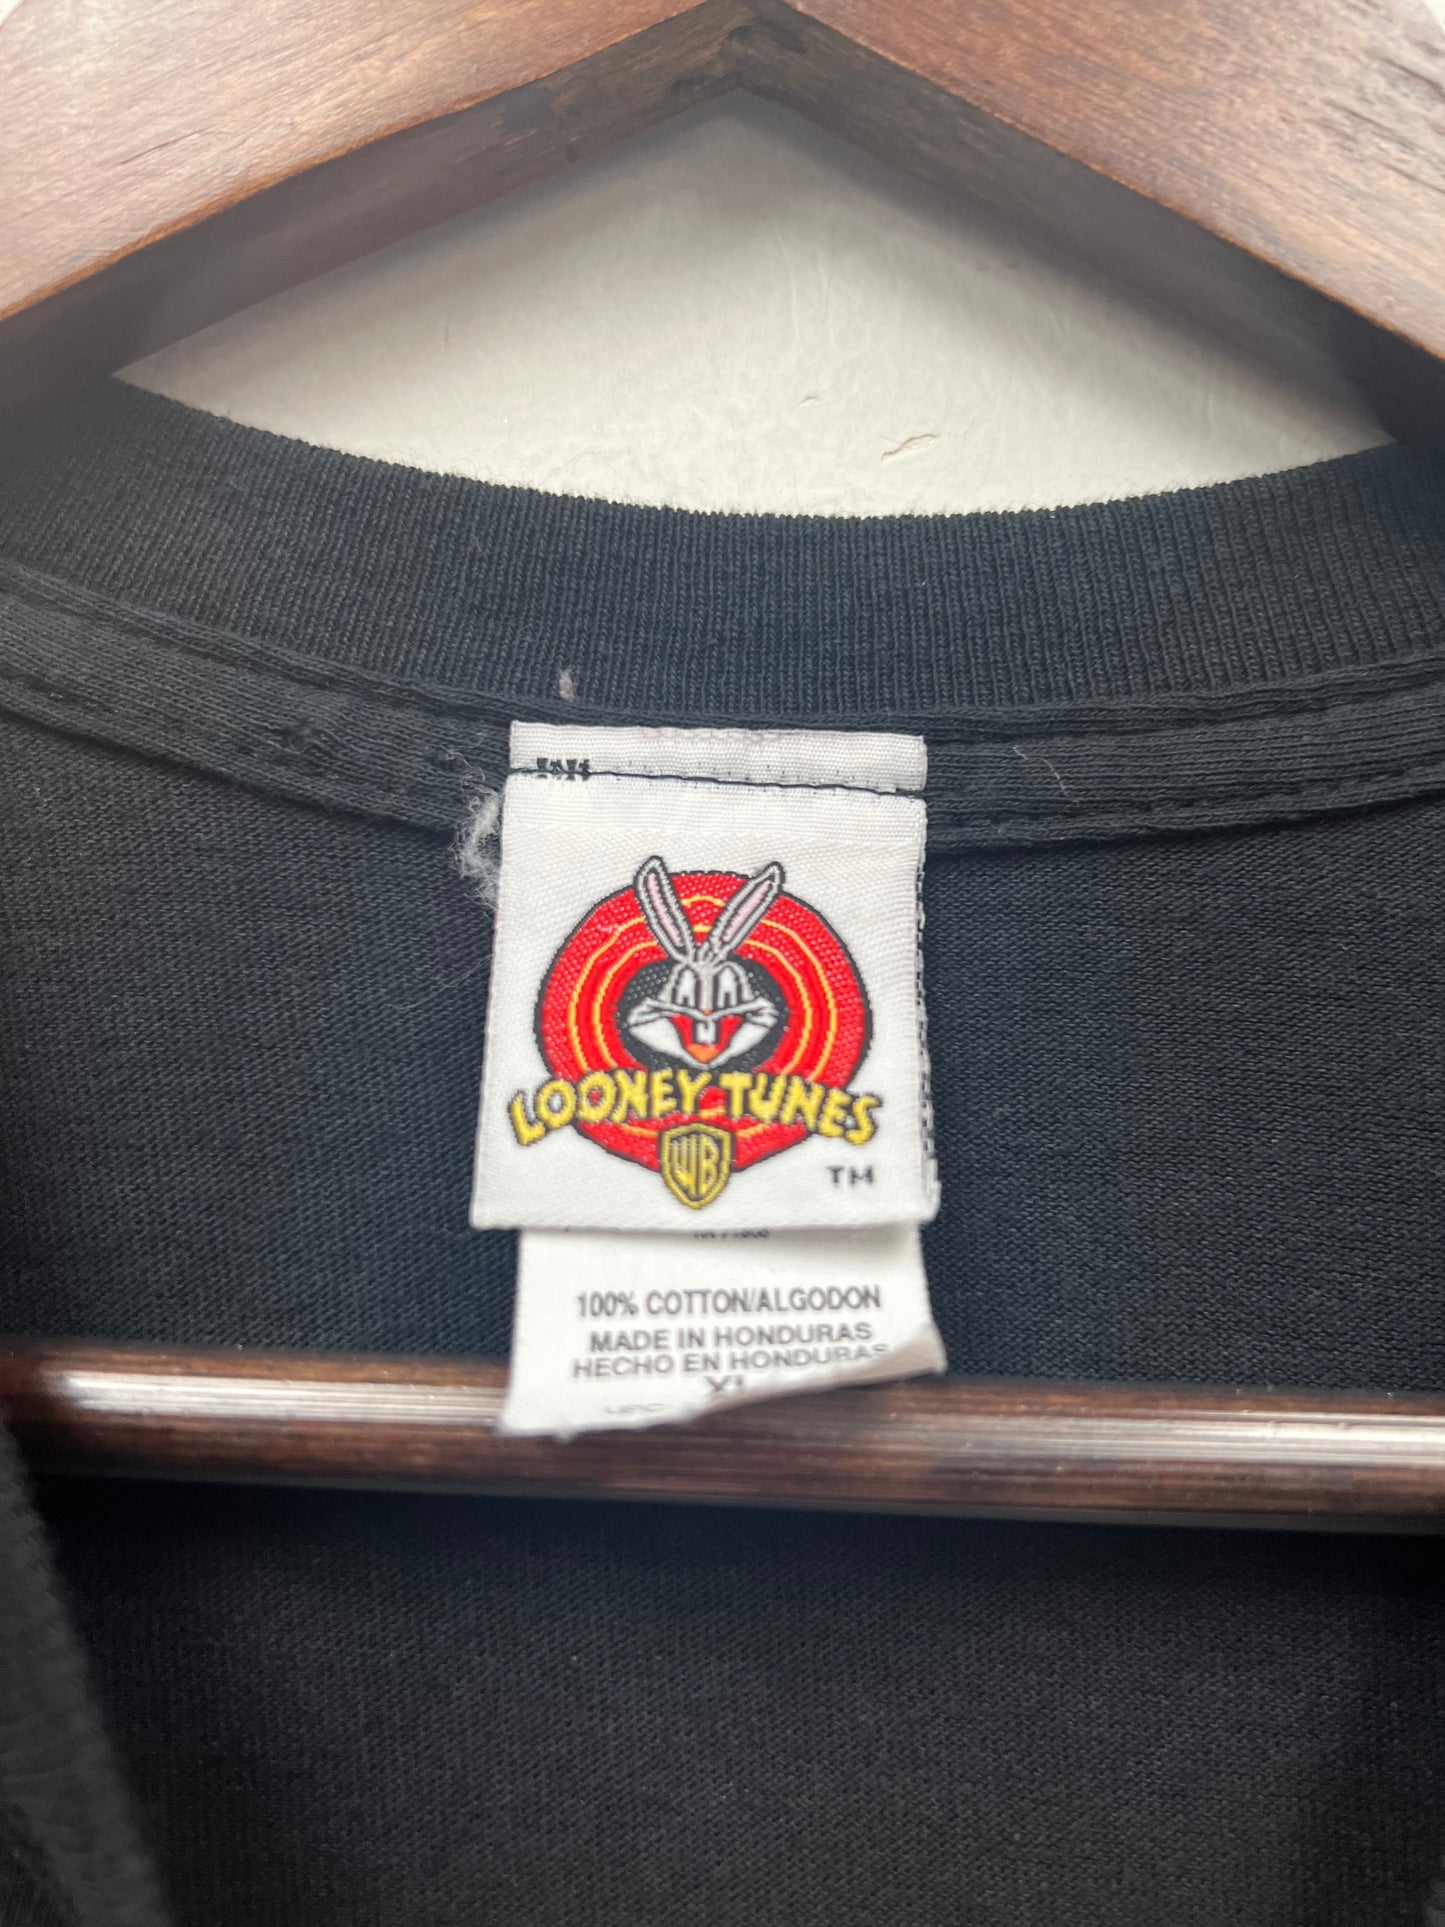 LOONEY TUNES
WB
TM
100% COTTON/ALGODON
MADE IN HONDURAS
HECHO EN HONDURAS
XL